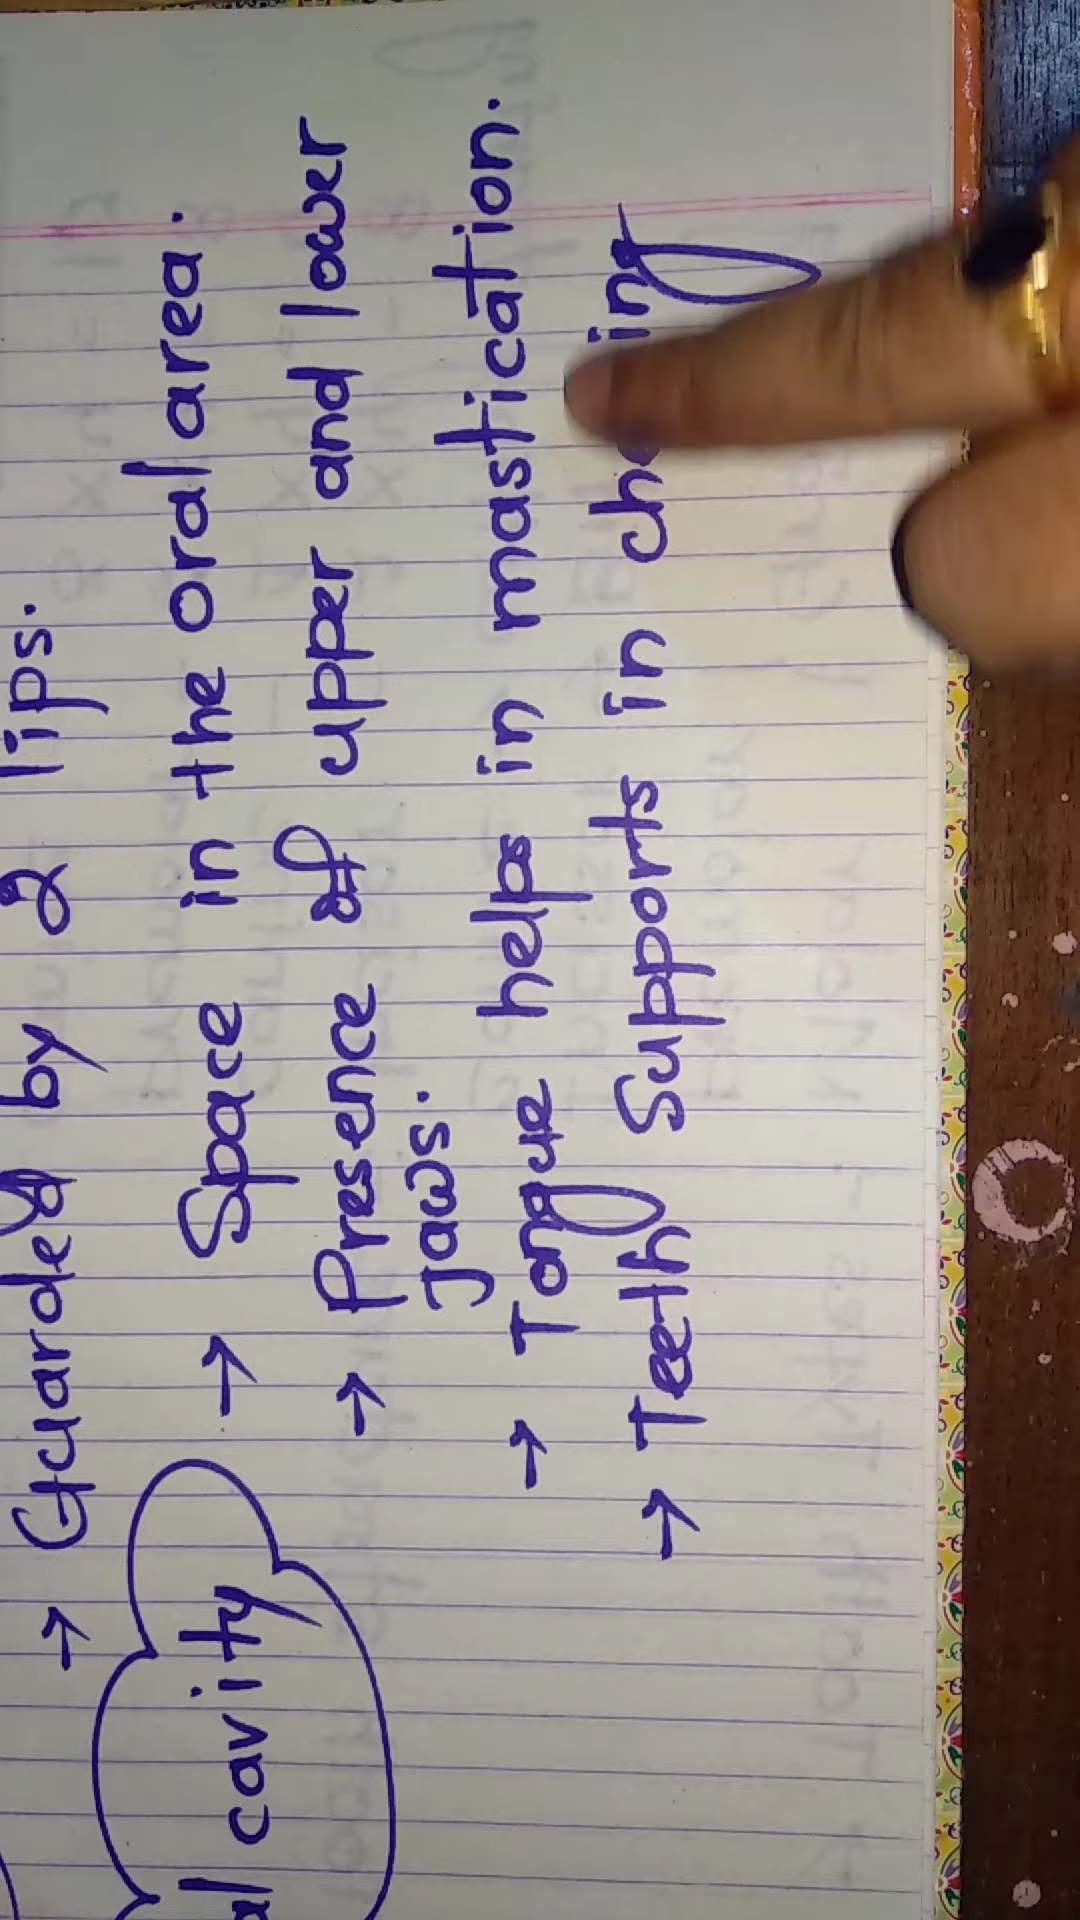 → Guarded by 2 lips.
cavity → Space in the oral area.
→ Presence of upper and lower
jaws.
→ Tongue helps in mastication.
→ Teeth Supports in